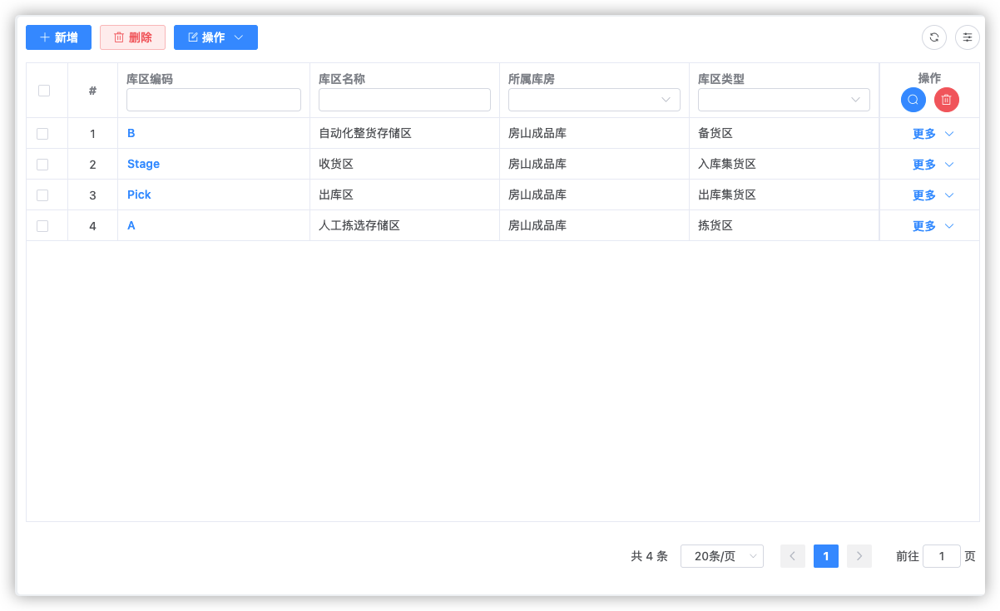 新增 删除 操作
# 库区编码 库区名称 所属库房 库区类型 操作
1 B 自动化整货存储区 房山成品库 备货区 更多
2 Stage 收货区 房山成品库 入库集货区 更多
3 Pick 出库区 房山成品库 出库集货区 更多
4 A 人工拣选存储区 房山成品库 拣货区 更多
共 4 条 20条/页 1 前往 1 页